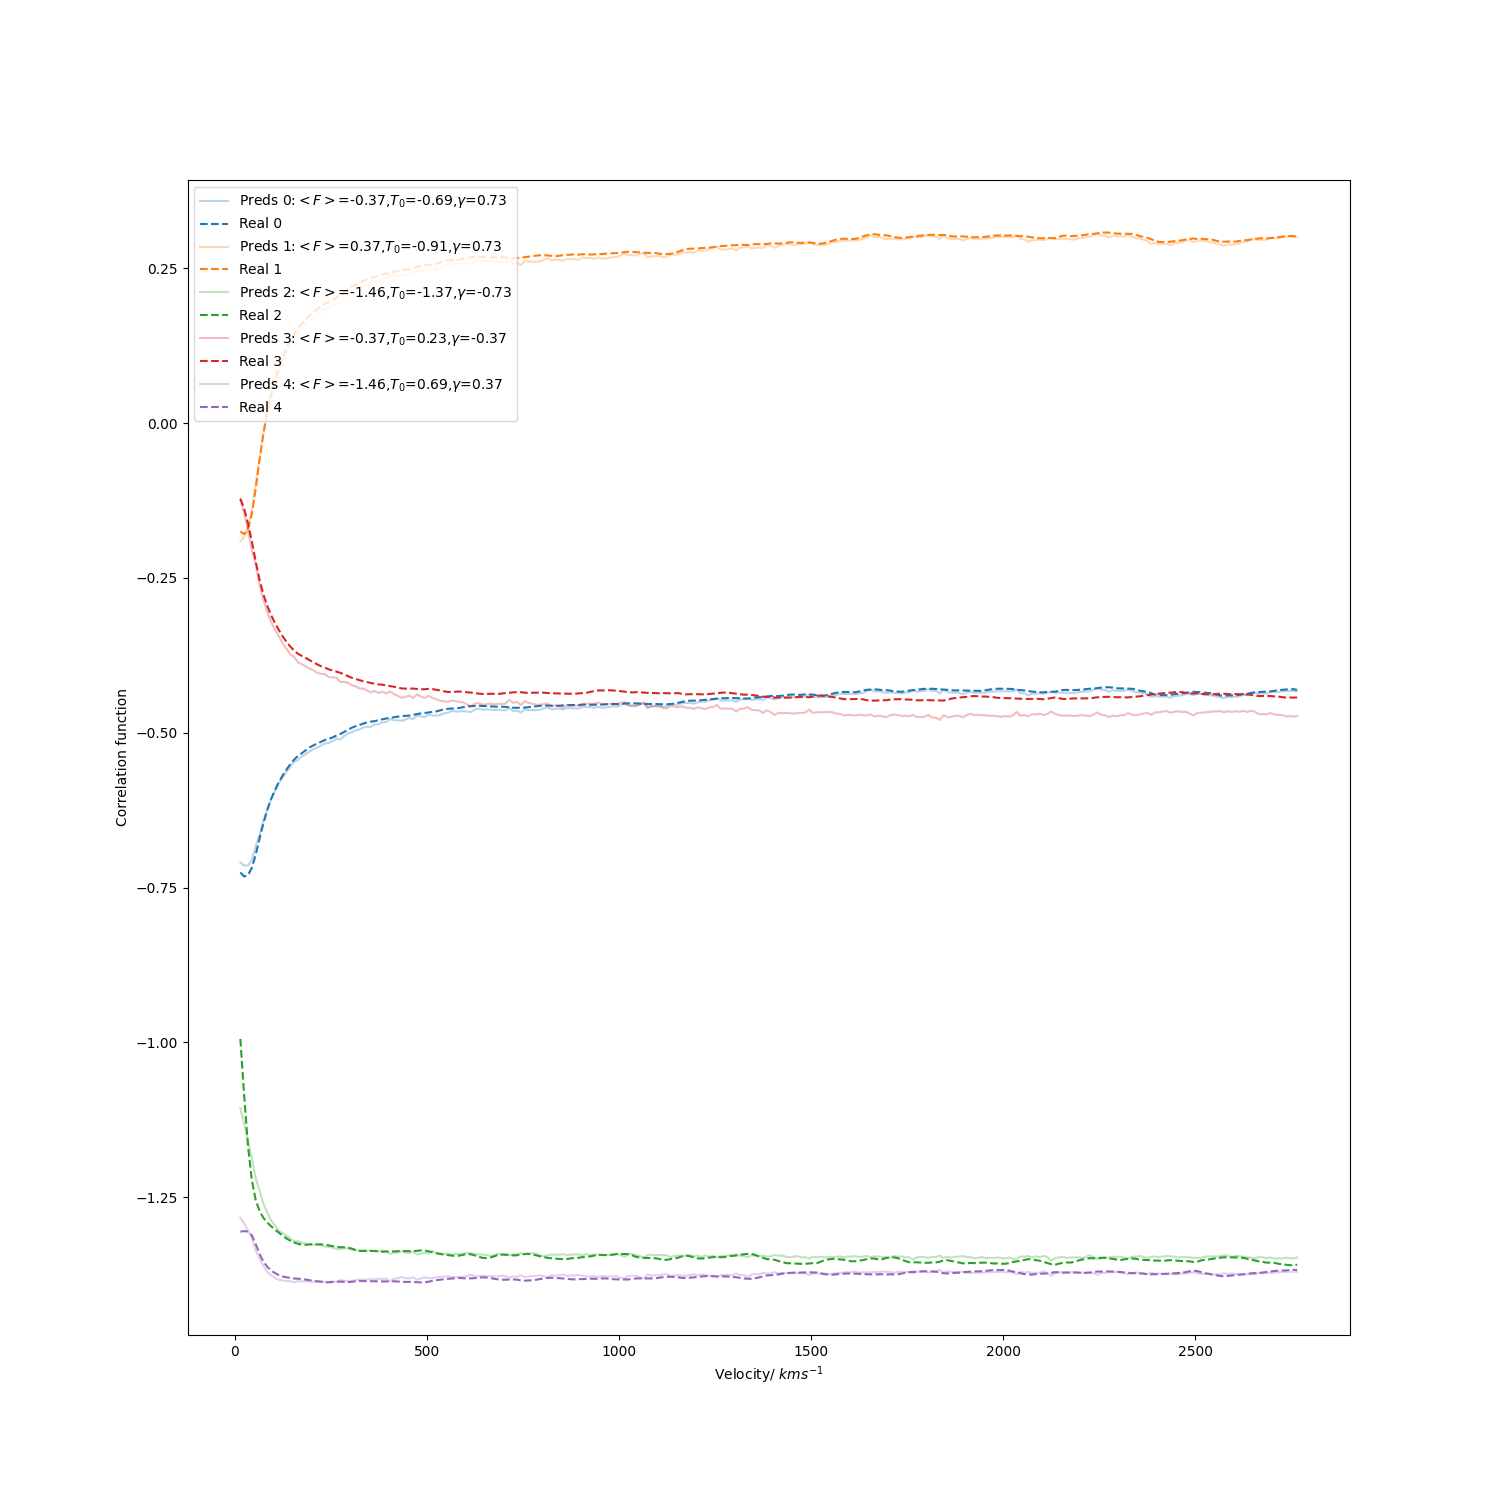 Preds 0: <F>=-0.37,T₀=-0.69,γ=0.73
Real 0
Preds 1: <F>=0.37,T₀=-0.91,γ=0.73
Real 1
Preds 2: <F>=-1.46,T₀=-1.37,γ=-0.73
Real 2
Preds 3: <F>=-0.37,T₀=0.23,γ=-0.37
Real 3
Preds 4: <F>=-1.46,T₀=0.69,γ=0.37
Real 4
0.25
0.00
−0.25
−0.50
−0.75
−1.00
−1.25
Correlation function
0 500 1000 1500 2000 2500
Velocity/ kms⁻¹